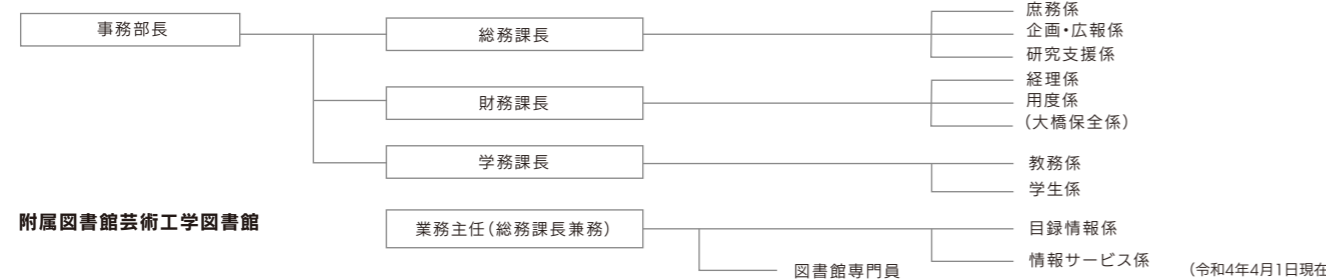 事務部長
総務課長
庶務係
企画・広報係
研究支援係
財務課長
経理係
用度係
（大橋保全係）
学務課長
教務係
学生係
附属図書館芸術工学図書館
業務主任（総務課長兼務）
目録情報係
情報サービス係
図書館専門員
（令和4年4月1日現在